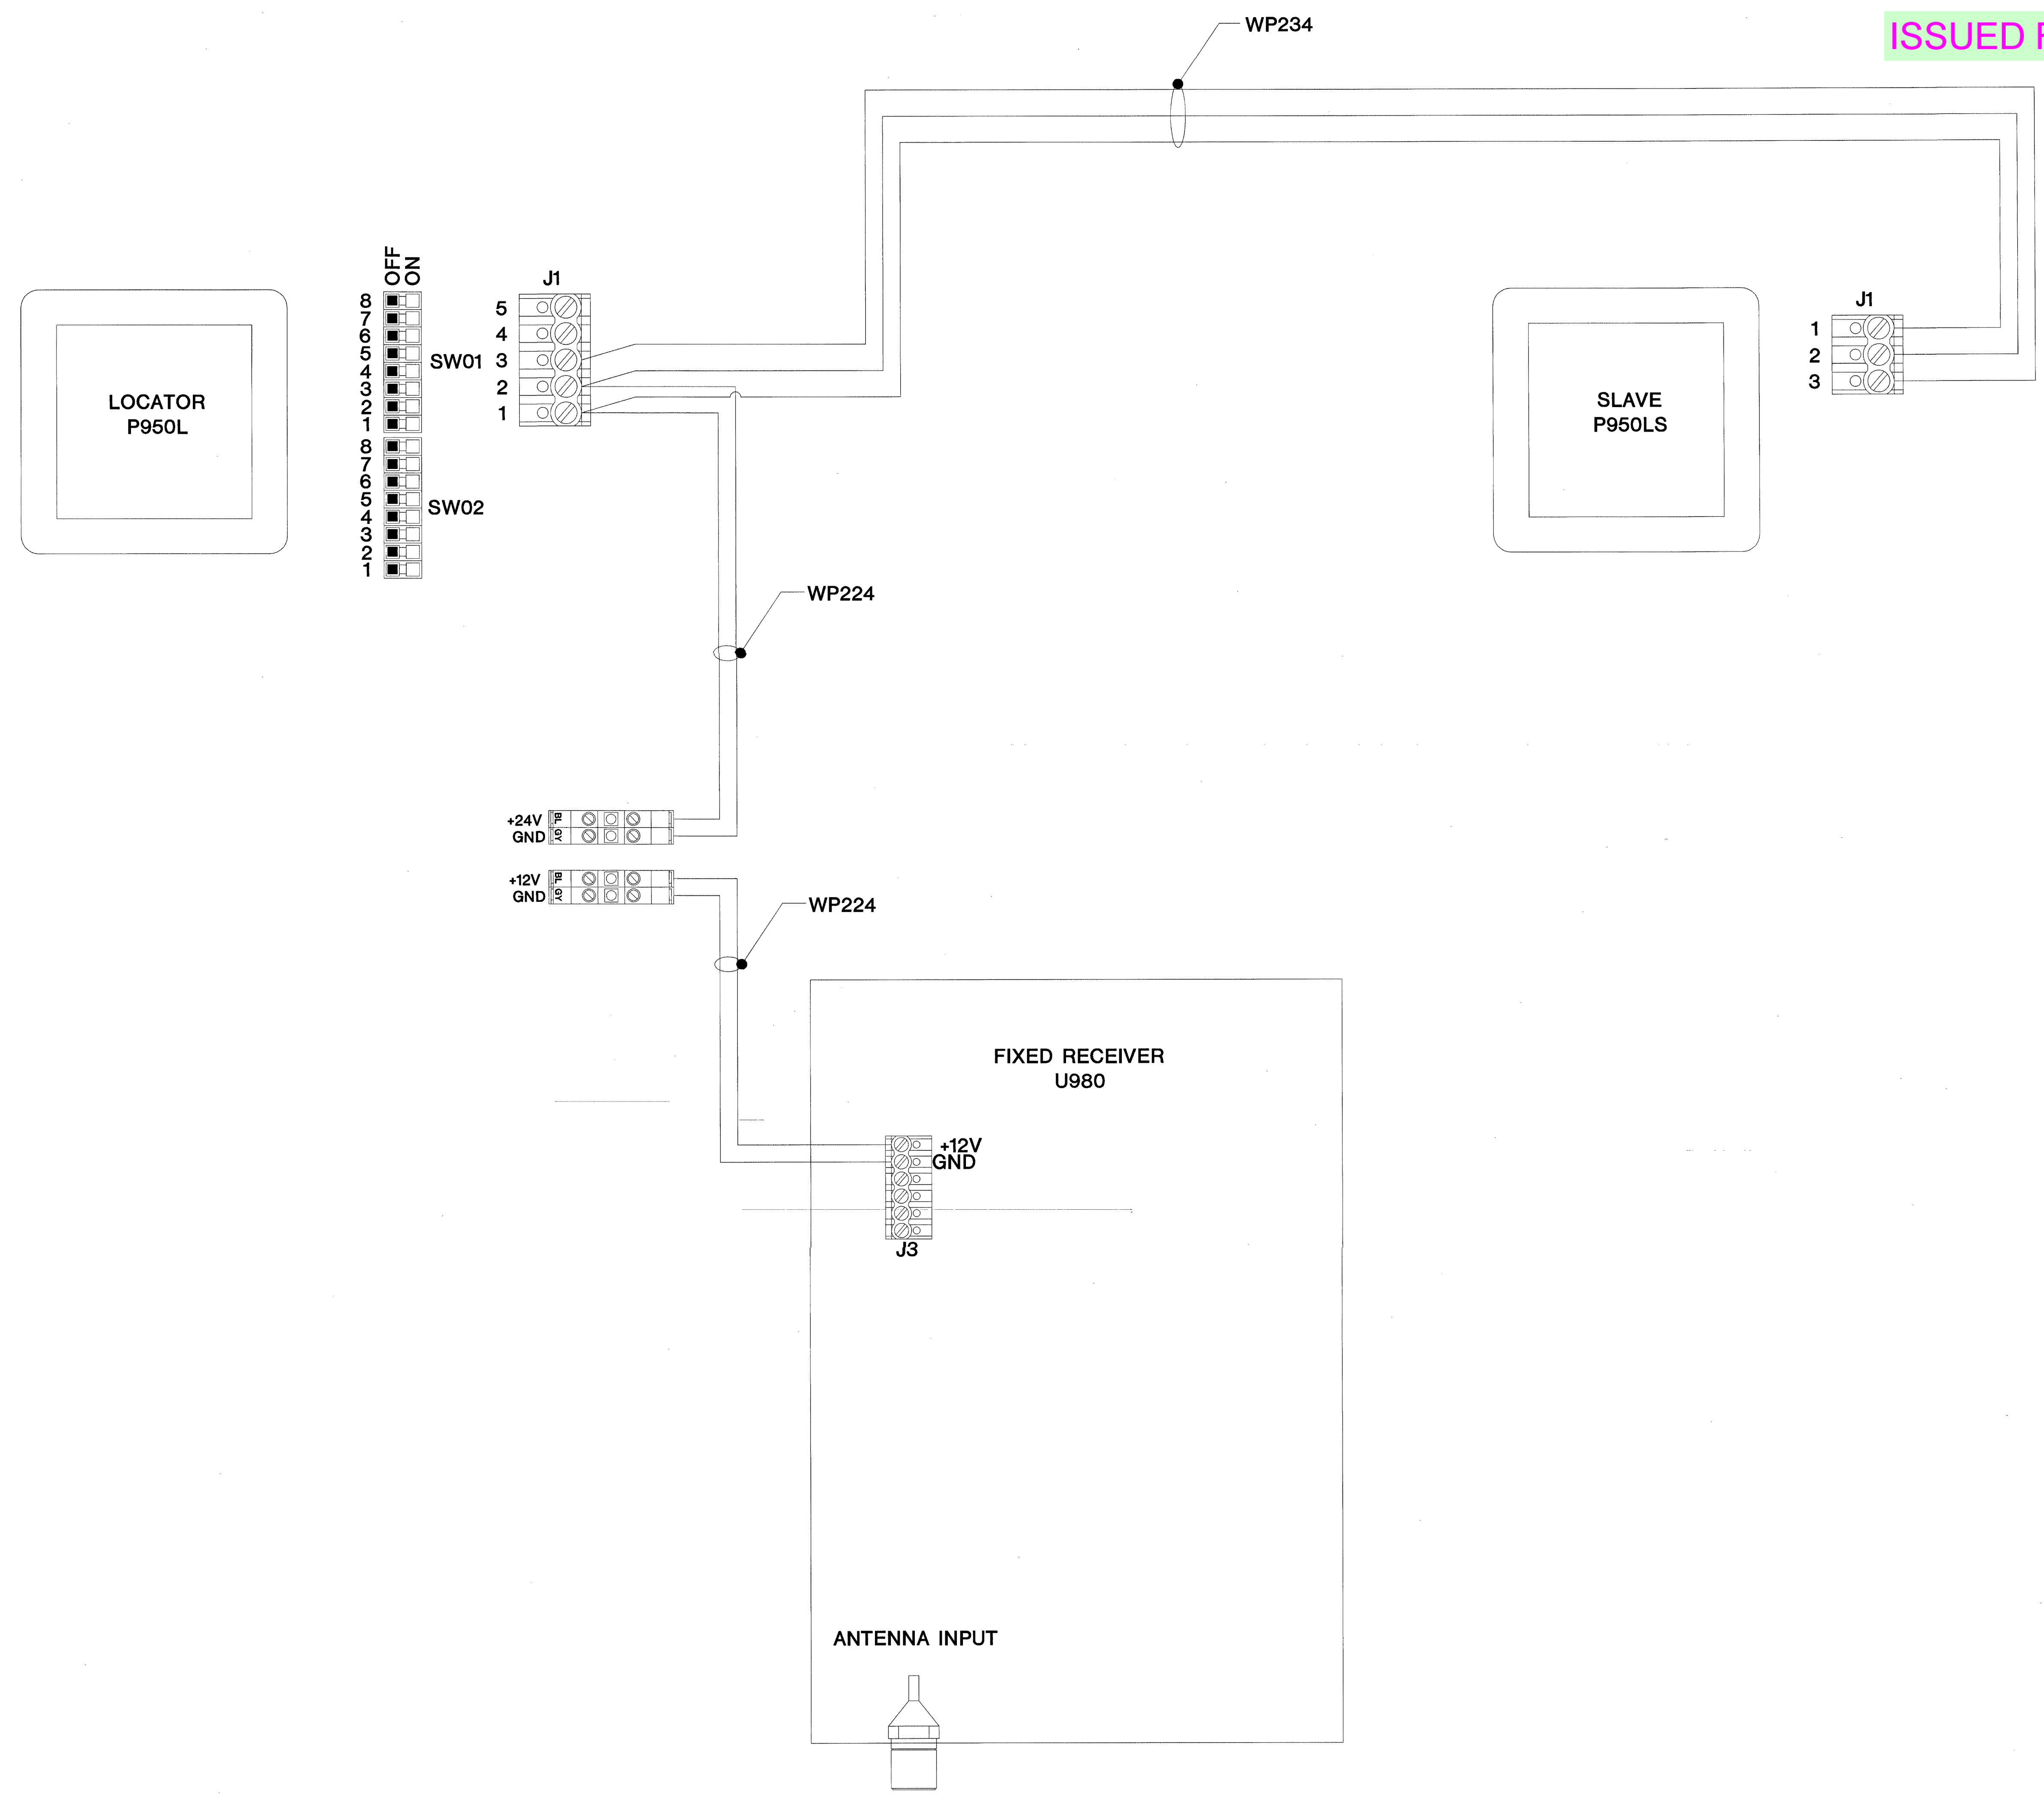 WP234
ISSUED
OFF
ON
J1
8
7
6
5
4
3
2
1
SW01
8
7
6
5
4
3
2
1
SW02
5
4
3
2
1
LOCATOR
P950L
J1
1
2
3
SLAVE
P950LS
WP224
+24V BL
GND GY
+12V BL
GND GY
WP224
FIXED RECEIVER
U980
+12V
GND
J3
ANTENNA INPUT